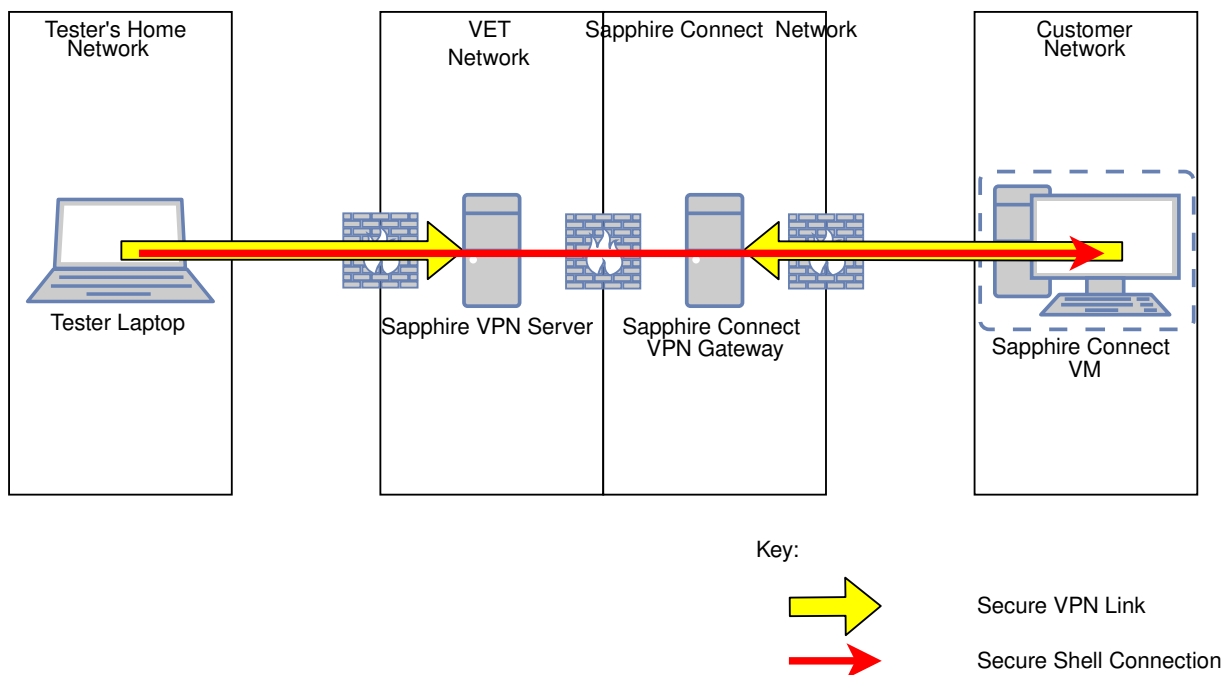 Tester's Home
Network
VET
Network
Sapphire Connect Network
Customer
Network
Tester Laptop
Sapphire VPN Server
Sapphire Connect
VPN Gateway
Sapphire Connect
VM
Key:
Secure VPN Link
Secure Shell Connection